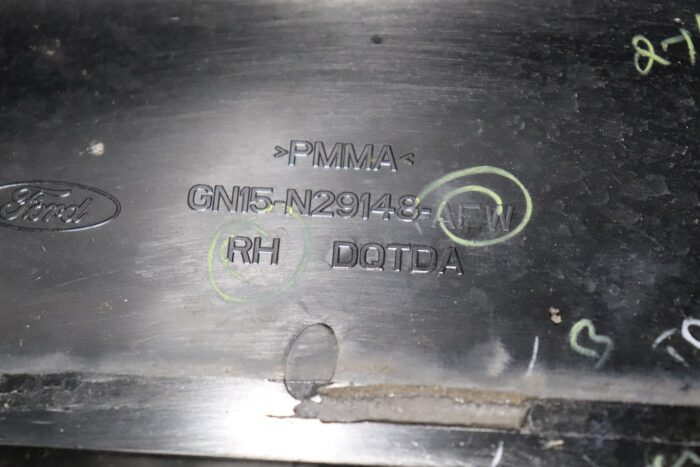 >PMMA<
Ford
GN15-N29148-AFW
RH DQTDA